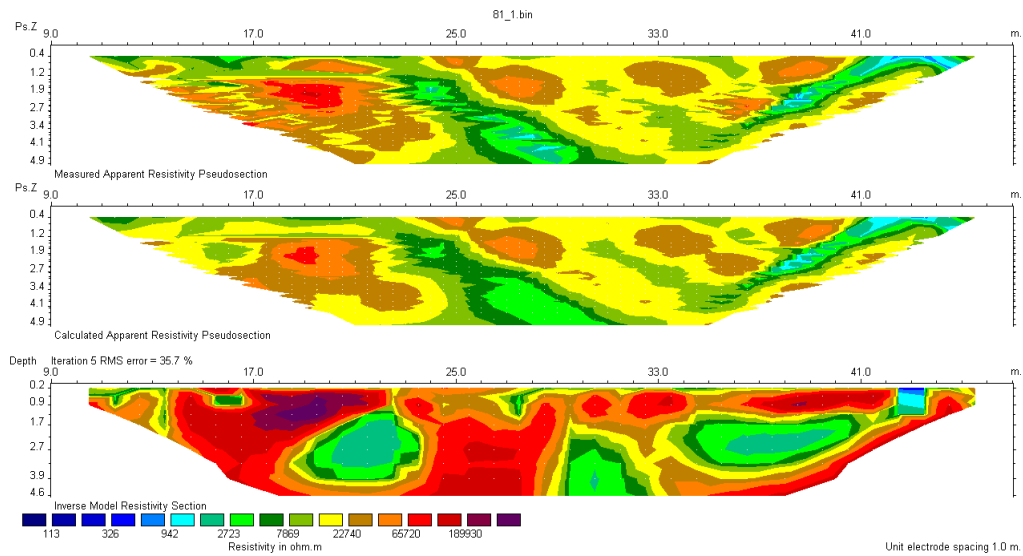 81_1.bin
Ps.Z 9.0 17.0 25.0 33.0 41.0 m.
0.4
1.2
1.9
2.7
3.4
4.1
4.9
Measured Apparent Resistivity Pseudosection
Ps.Z 9.0 17.0 25.0 33.0 41.0 m.
0.4
1.2
1.9
2.7
3.4
4.1
4.9
Calculated Apparent Resistivity Pseudosection
Depth Iteration 5 RMS error = 35.7 %
9.0 17.0 25.0 33.0 41.0 m.
0.2
0.9
1.7
2.7
3.9
4.6
Inverse Model Resistivity Section
113 326 942 2723 7869 22740 65720 189930
Resistivity in ohm.m Unit electrode spacing 1.0 m.